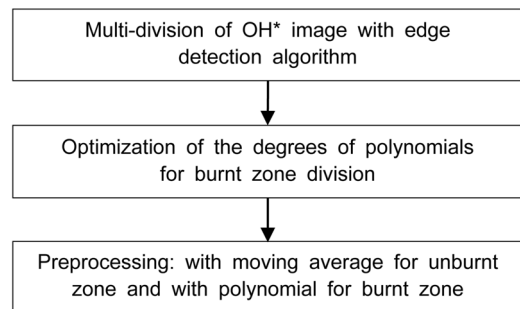 Multi-division of OH* image with edge
detection algorithm
Optimization of the degrees of polynomials
for burnt zone division
Preprocessing: with moving average for unburnt
zone and with polynomial for burnt zone